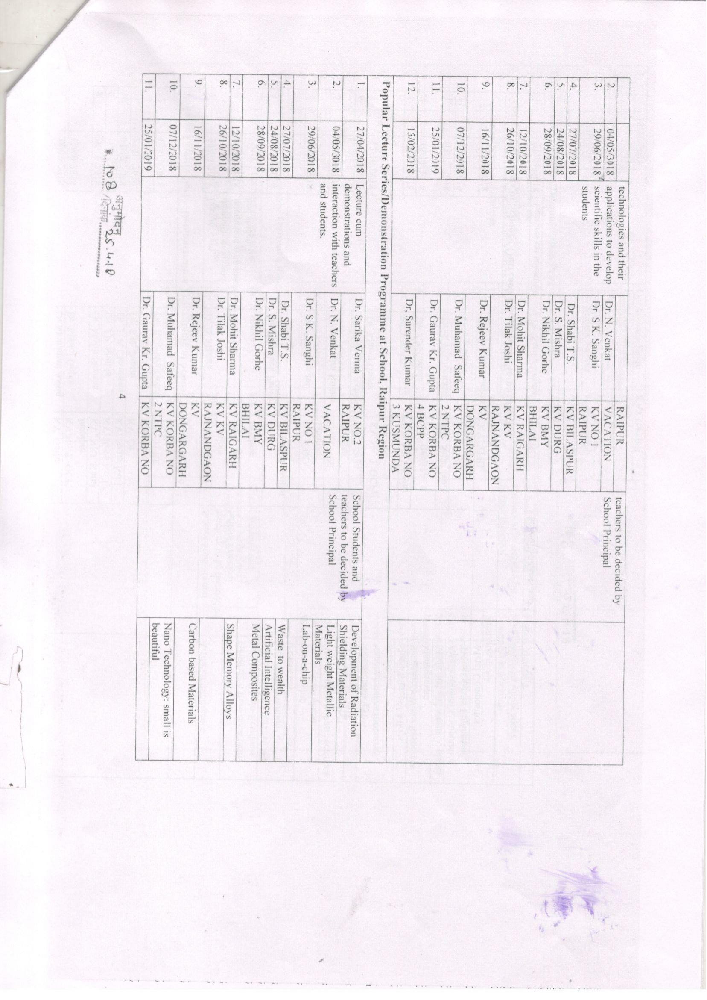 technologies and their RAIPUR teachers to be decided by
2. 04/05/3018 applications to develop Dr. N. Venkat VACATION School Principal
3. 29/06/2018 scientific skills in the Dr. S K. Sanghi KV NO 1
students RAIPUR
4. 27/07/2018 Dr. Shabi T.S. KV BILASPUR
5. 24/08/2018 Dr. S. Mishra KV DURG
6. 28/09/2018 Dr. Nikhil Gorhe KV BMY
BHILAI
7. 12/10/2018 Dr. Mohit Sharma KV RAIGARH
8. 26/10/2018 Dr. Tilak Joshi KV KV
RAJNANDGAON
9. 16/11/2018 Dr. Rejeev Kumar KV
DONGARGARH
10. 07/12/2018 Dr. Muhamad Safeeq KV KORBA NO
2 NTPC
11. 25/01/2019 Dr. Gaurav Kr. Gupta KV KORBA NO
4 BCPP
12. 15/02/2018 Dr, Surender Kumar KV KORBA NO
3 KUSMUNDA
Popular Lecture Series/Demonstration Programme at School, Raipur Region
1. 27/04/2018 Lecture cum Dr. Sarika Verma KV NO.2 School Students and Development of Radiation
demonstrations and RAIPUR teachers to be decided by Shielding Materials
2. 04/05/3018 interaction with teachers Dr. N. Venkat VACATION School Principal Light weight Metallic
and students. Materials
3. 29/06/2018 Dr. S K. Sanghi KV NO 1 Lab-on-a-chip
RAIPUR
4. 27/07/2018 Dr. Shabi T.S. KV BILASPUR Waste to wealth
5. 24/08/2018 Dr. S. Mishra KV DURG Artificial Intelligence
6. 28/09/2018 Dr. Nikhil Gorhe KV BMY Metal Composites
BHILAI
7. 12/10/2018 Dr. Mohit Sharma KV RAIGARH Shape Memory Alloys
8. 26/10/2018 Dr. Tilak Joshi KV KV
RAJNANDGAON
9. 16/11/2018 Dr. Rejeev Kumar KV Carbon based Materials
DONGARGARH
10. 07/12/2018 Dr. Muhamad Safeeq KV KORBA NO Nano Technology: small is
2 NTPC beautiful
11. 25/01/2019 Dr. Gaurav Kr. Gupta KV KORBA NO
4
अनुमोदन
108 /दिनांक 25.4.18